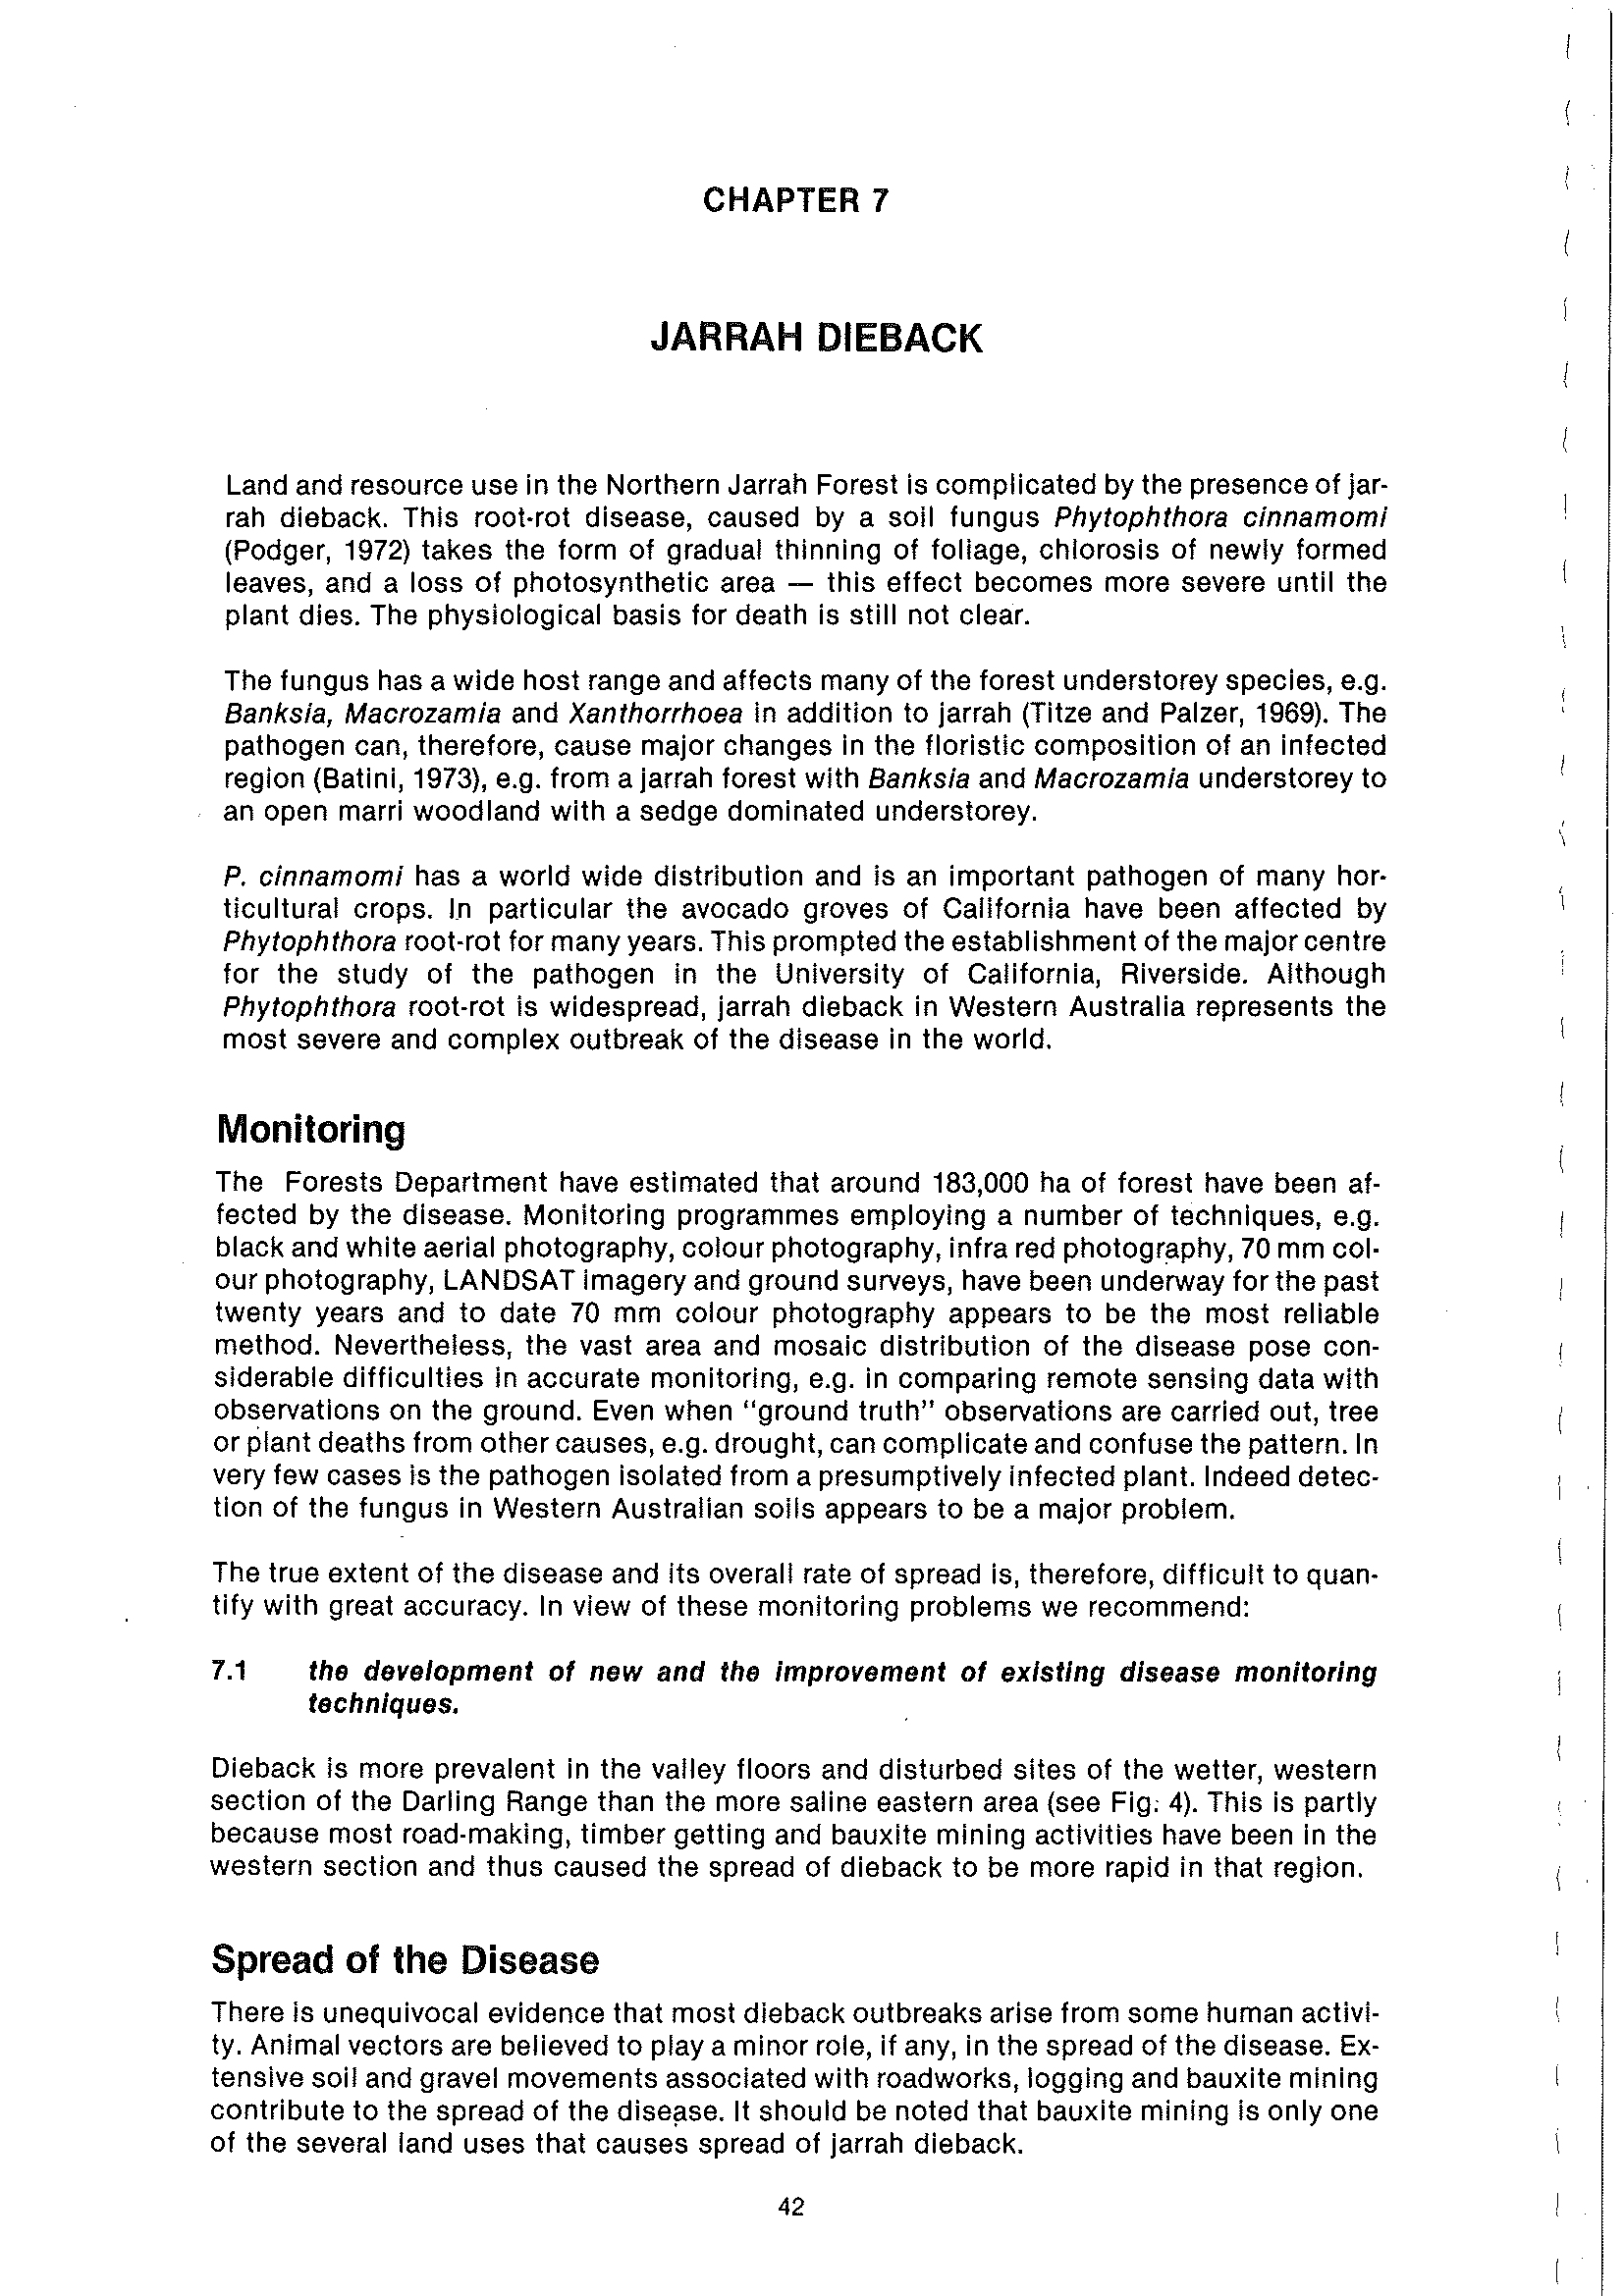 CHAPTER 7
JARRAH DIEBACK
Land and resource use in the Northern Jarrah Forest is complicated by the presence of jar-
rah dieback. This root-rot disease, caused by a soil fungus Phytophthora cinnamomi
(Podger, 1972) takes the form of gradual thinning of foliage, chlorosis of newly formed
leaves, and a loss of photosynthetic area — this effect becomes more severe until the
plant dies. The physiological basis for death is still not clear.
The fungus has a wide host range and affects many of the forest understorey species, e.g.
Banksia, Macrozamia and Xanthorrhoea in addition to jarrah (Titze and Palzer, 1969). The
pathogen can, therefore, cause major changes in the floristic composition of an infected
region (Batini, 1973), e.g. from a jarrah forest with Banksia and Macrozamia understorey to
an open marri woodland with a sedge dominated understorey.
P. cinnamomi has a world wide distribution and is an important pathogen of many hor-
ticultural crops. In particular the avocado groves of California have been affected by
Phytophthora root-rot for many years. This prompted the establishment of the major centre
for the study of the pathogen in the University of California, Riverside. Although
Phytophthora root-rot is widespread, jarrah dieback in Western Australia represents the
most severe and complex outbreak of the disease in the world.
Monitoring
The Forests Department have estimated that around 183,000 ha of forest have been af-
fected by the disease. Monitoring programmes employing a number of techniques, e.g.
black and white aerial photography, colour photography, infra red photography, 70 mm col-
our photography, LANDSAT imagery and ground surveys, have been underway for the past
twenty years and to date 70 mm colour photography appears to be the most reliable
method. Nevertheless, the vast area and mosaic distribution of the disease pose con-
siderable difficulties in accurate monitoring, e.g. in comparing remote sensing data with
observations on the ground. Even when "ground truth" observations are carried out, tree
or plant deaths from other causes, e.g. drought, can complicate and confuse the pattern. In
very few cases is the pathogen isolated from a presumptively infected plant. Indeed detec-
tion of the fungus in Western Australian soils appears to be a major problem.
The true extent of the disease and its overall rate of spread is, therefore, difficult to quan-
tify with great accuracy. In view of these monitoring problems we recommend:
7.1 the development of new and the improvement of existing disease monitoring
techniques.
Dieback is more prevalent in the valley floors and disturbed sites of the wetter, western
section of the Darling Range than the more saline eastern area (see Fig. 4). This is partly
because most road-making, timber getting and bauxite mining activities have been in the
western section and thus caused the spread of dieback to be more rapid in that region.
Spread of the Disease
There is unequivocal evidence that most dieback outbreaks arise from some human activi-
ty. Animal vectors are believed to play a minor role, if any, in the spread of the disease. Ex-
tensive soil and gravel movements associated with roadworks, logging and bauxite mining
contribute to the spread of the disease. It should be noted that bauxite mining is only one
of the several land uses that causes spread of jarrah dieback.
42